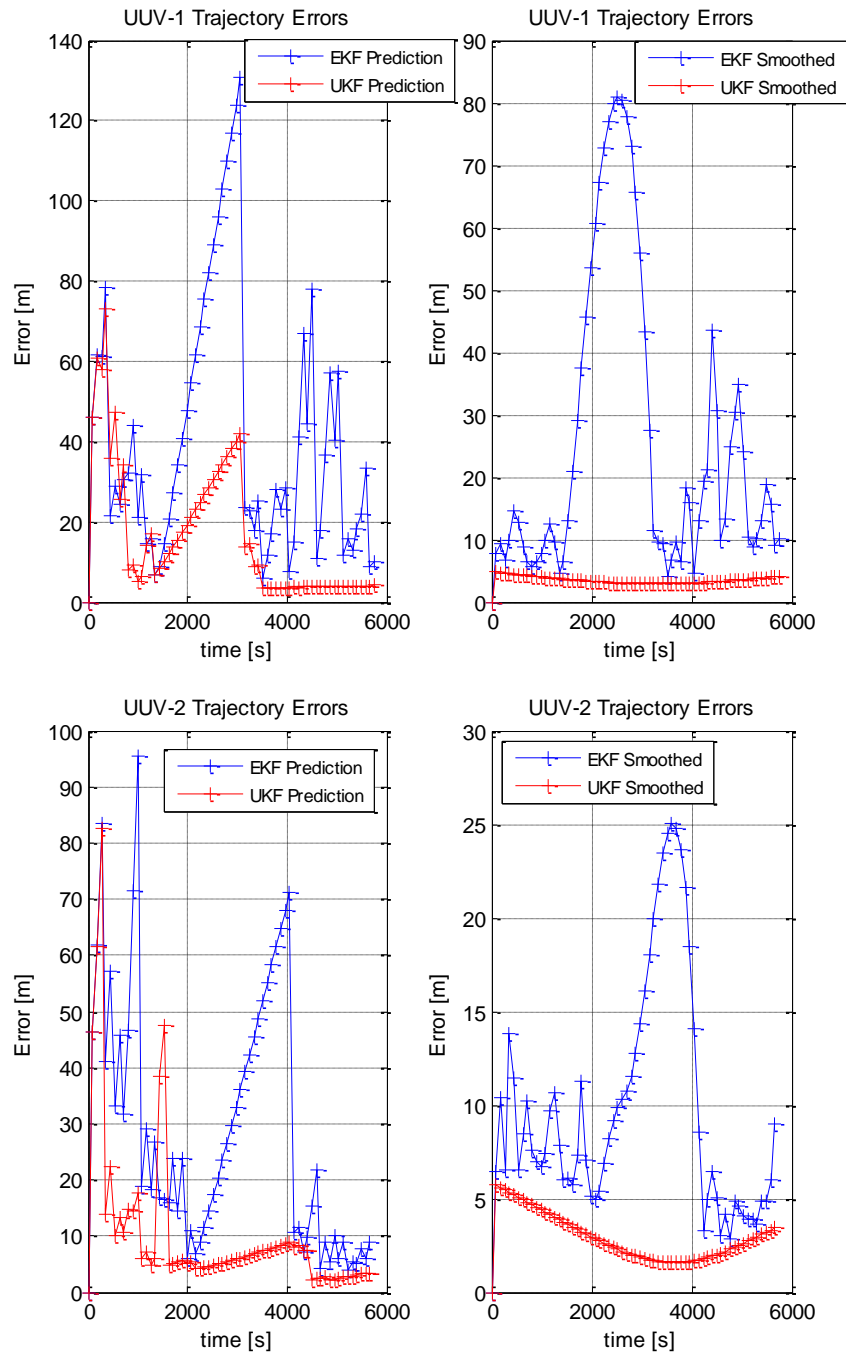 UUV-1 Trajectory Errors
140
120
100
80
60
40
20
0
Error [m]
EKF Prediction
UKF Prediction
0
2000
4000
6000
time [s]
UUV-1 Trajectory Errors
90
80
70
60
50
40
30
20
10
0
Error [m]
EKF Smoothed
UKF Smoothed
0
2000
4000
6000
time [s]
UUV-2 Trajectory Errors
100
90
80
70
60
50
40
30
20
10
0
Error [m]
EKF Prediction
UKF Prediction
0
2000
4000
6000
time [s]
UUV-2 Trajectory Errors
30
25
20
15
10
5
0
Error [m]
EKF Smoothed
UKF Smoothed
0
2000
4000
6000
time [s]